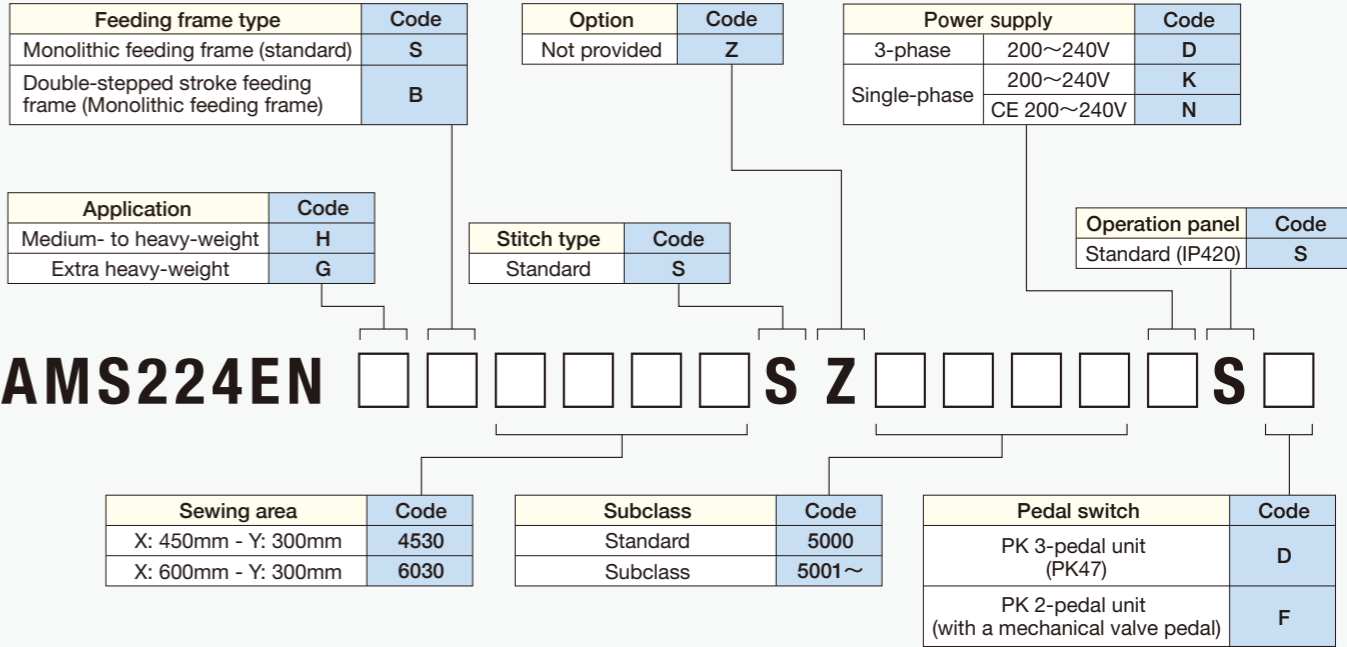 Feeding frame type Code
Monolithic feeding frame (standard) S
Double-stepped stroke feeding
frame (Monolithic feeding frame) B
Option Code
Not provided Z
Power supply Code
3-phase 200～240V D
Single-phase 200～240V K
CE 200～240V N
Application Code
Medium- to heavy-weight H
Extra heavy-weight G
Stitch type Code
Standard S
Operation panel Code
Standard (IP420) S
AMS224EN □ □ □ □ □ □ S Z □ □ □ □ □ S □
Sewing area Code
X: 450mm - Y: 300mm 4530
X: 600mm - Y: 300mm 6030
Subclass Code
Standard 5000
Subclass 5001～
Pedal switch Code
PK 3-pedal unit
(PK47) D
PK 2-pedal unit
(with a mechanical valve pedal) F